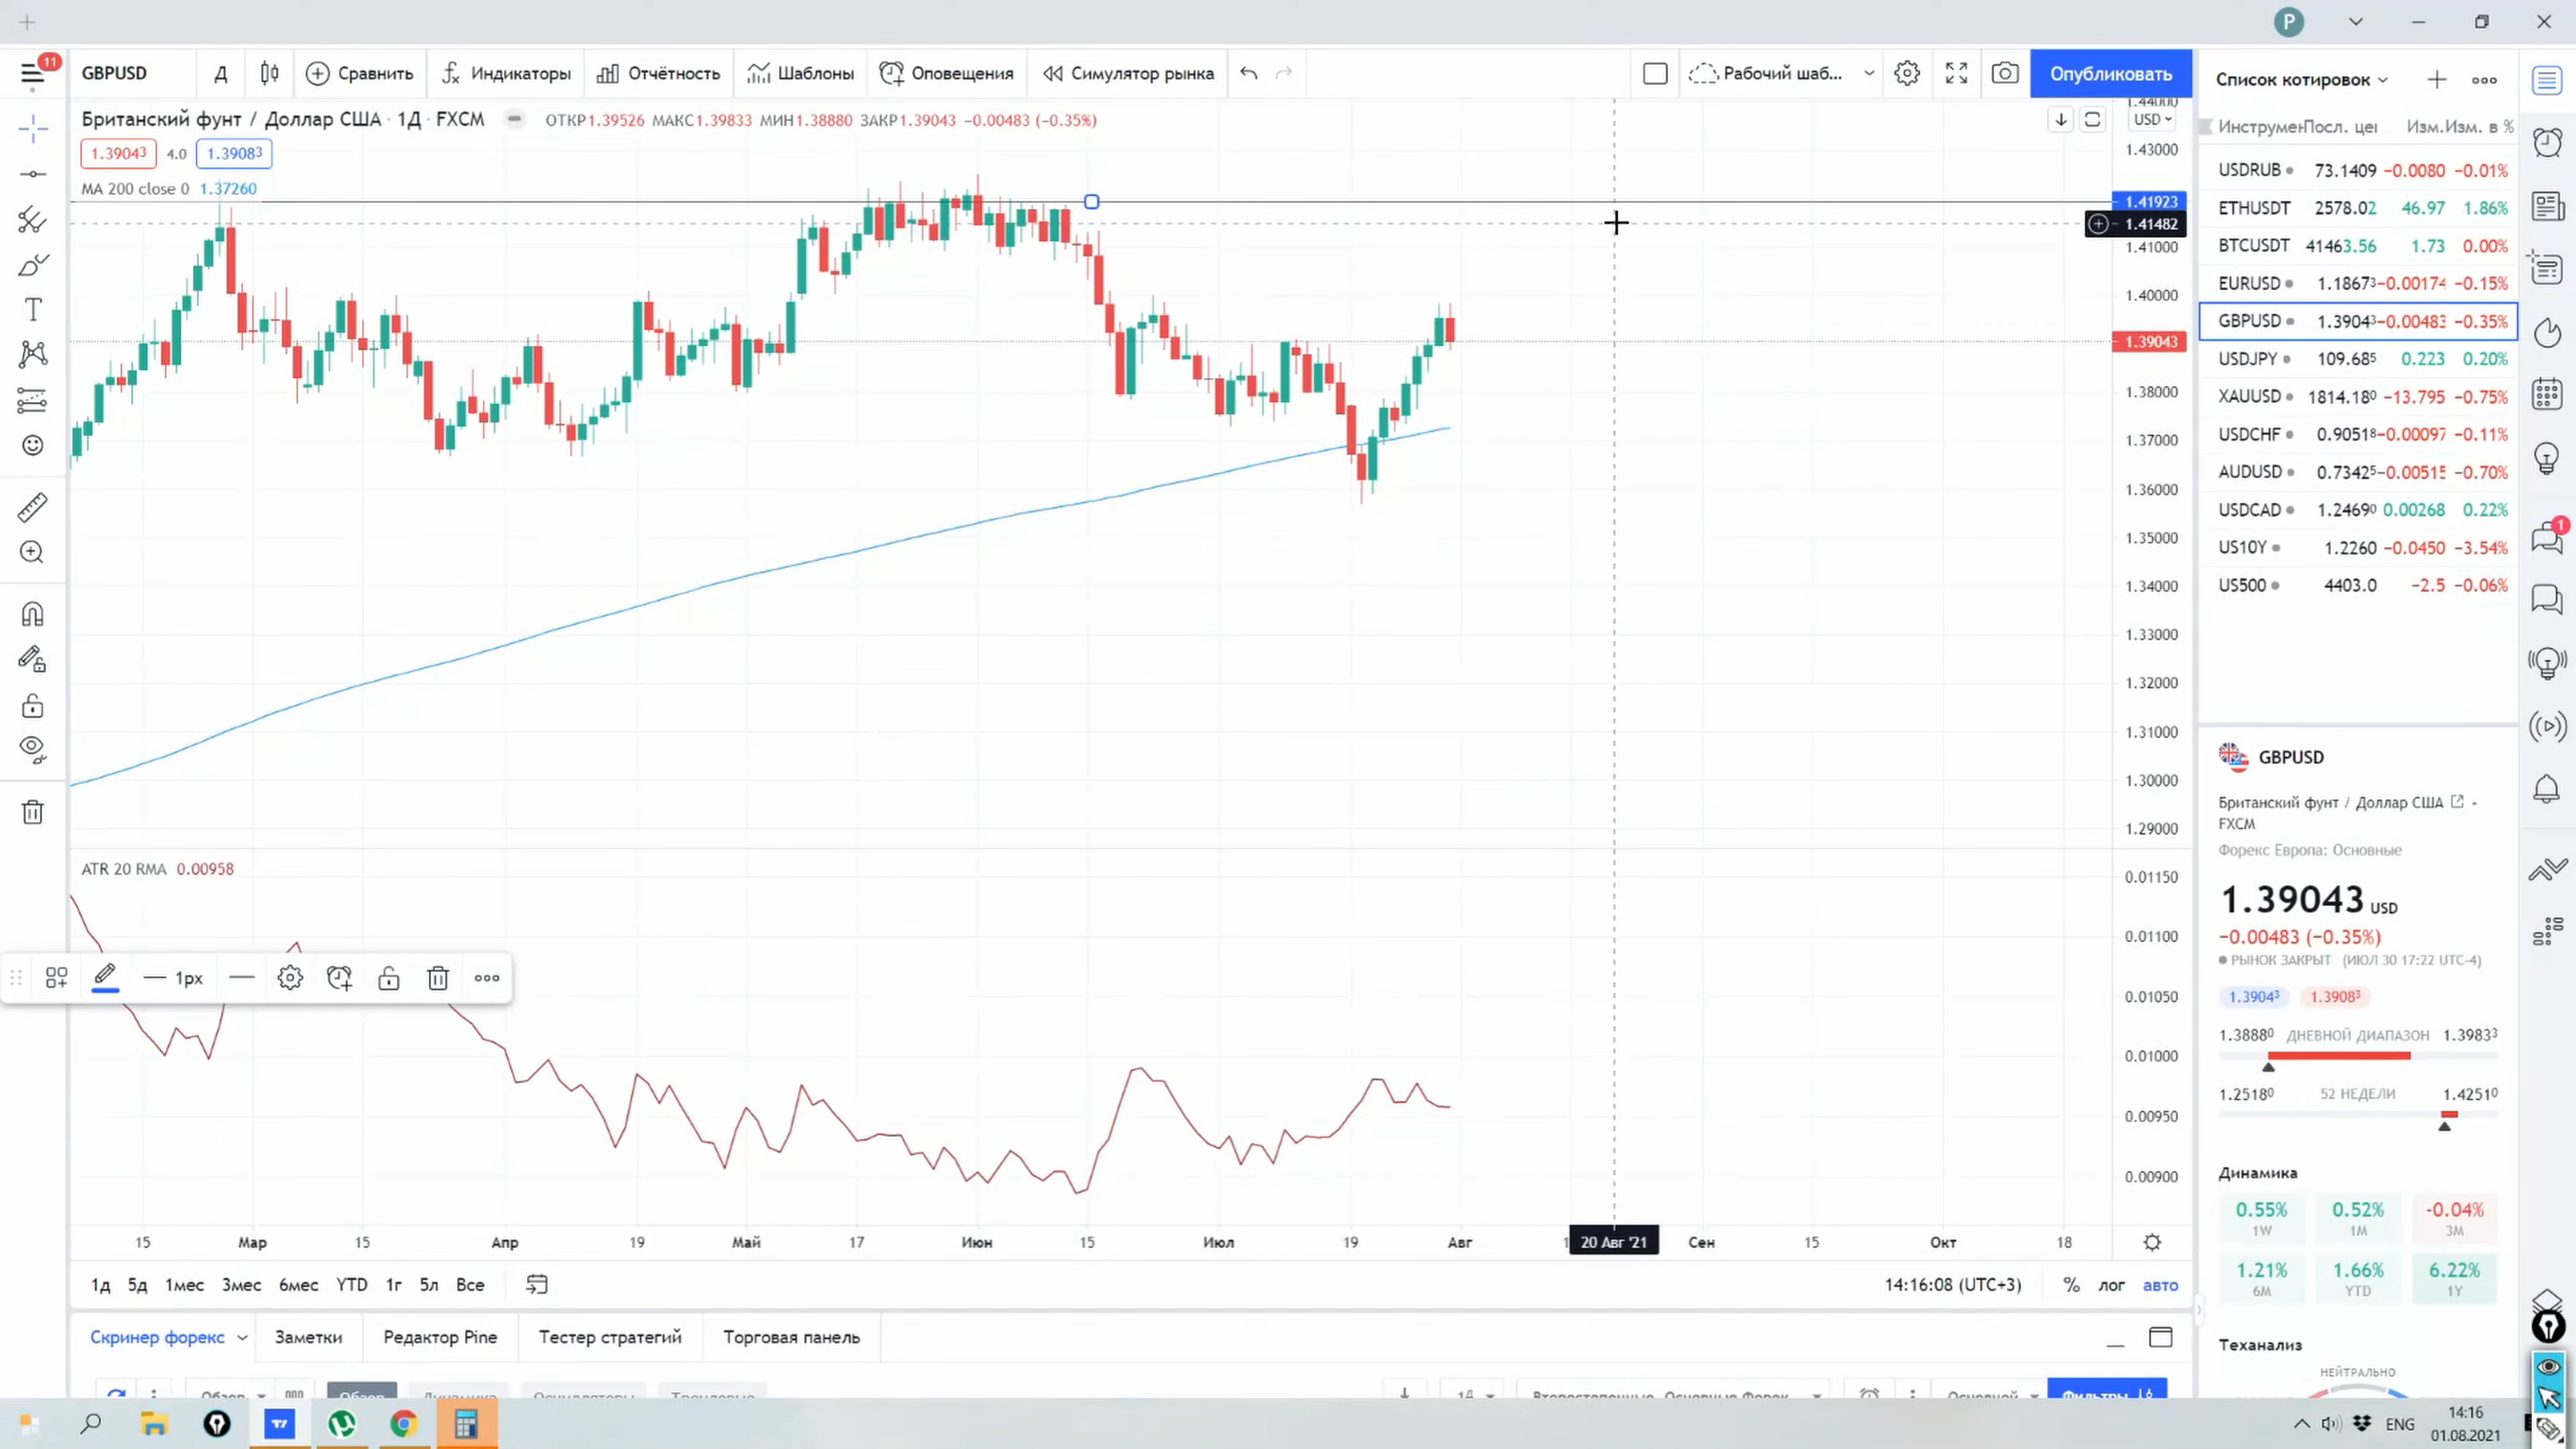 P
11
GBPUSD
Д
Сравнить
Индикаторы
Отчётность
Шаблоны
Оповещения
Симулятор рынка
Рабочий шаб...
Опубликовать
Британский фунт / Доллар США · 1Д · FXCM
ОТКР1.39526 МАКС1.39833 МИН1.38880 ЗАКР1.39043 −0.00483 (−0.35%)
1.39043 4.0 1.39083
MA 200 close 0 1.37260
USD
1.44000
1.43000
1.41923
1.41482
1.41000
1.40000
1.39043
1.38000
1.37000
1.36000
1.35000
1.34000
1.33000
1.32000
1.31000
1.30000
1.29000
ATR 20 RMA 0.00958
0.01150
0.01100
0.01050
0.01000
0.00950
0.00900
1px
15 Мар 15 Апр 19 Май 17 Июн 15 Июл 19 Авг 20 Авг '21 Сен 15 Окт 18
1д 5д 1мес 3мес 6мес YTD 1г 5л Все
14:16:08 (UTC+3) % лог авто
Скринер форекс
Заметки
Редактор Pine
Тестер стратегий
Торговая панель
Список котировок
Посл. Изм. Изм. в %
USDRUB 73.1409 −0.0080 −0.01%
ETHUSDT 2578.02 46.97 1.86%
BTCUSDT 41463.56 1.73 0.00%
EURUSD 1.18673 −0.00174 −0.15%
GBPUSD 1.39043 −0.00483 −0.35%
USDJPY 109.685 0.223 0.20%
XAUUSD 1814.180 −13.795 −0.75%
USDCHF 0.90518 −0.00097 −0.11%
AUDUSD 0.73425 −0.00515 −0.70%
USDCAD 1.24690 0.00268 0.22%
US10Y 1.2260 −0.0450 −3.54%
US500 4403.0 −2.5 −0.06%
1
GBPUSD
Британский фунт / Доллар США
FXCM
Форекс Европа: Основные
1.39043 USD
−0.00483 (−0.35%)
РЫНОК ЗАКРЫТ (ИЮЛ 30 17:22 UTC-4)
1.39043 1.39083
1.38880 ДНЕВНОЙ ДИАПАЗОН 1.39833
1.25180 52 НЕДЕЛИ 1.42510
Динамика
0.55% 0.52% -0.04%
1W 1M 3M
1.21% 1.66% 6.22%
6M YTD 1Y
Теханализ
НЕЙТРАЛЬНО
ENG
14:16
01.08.2021